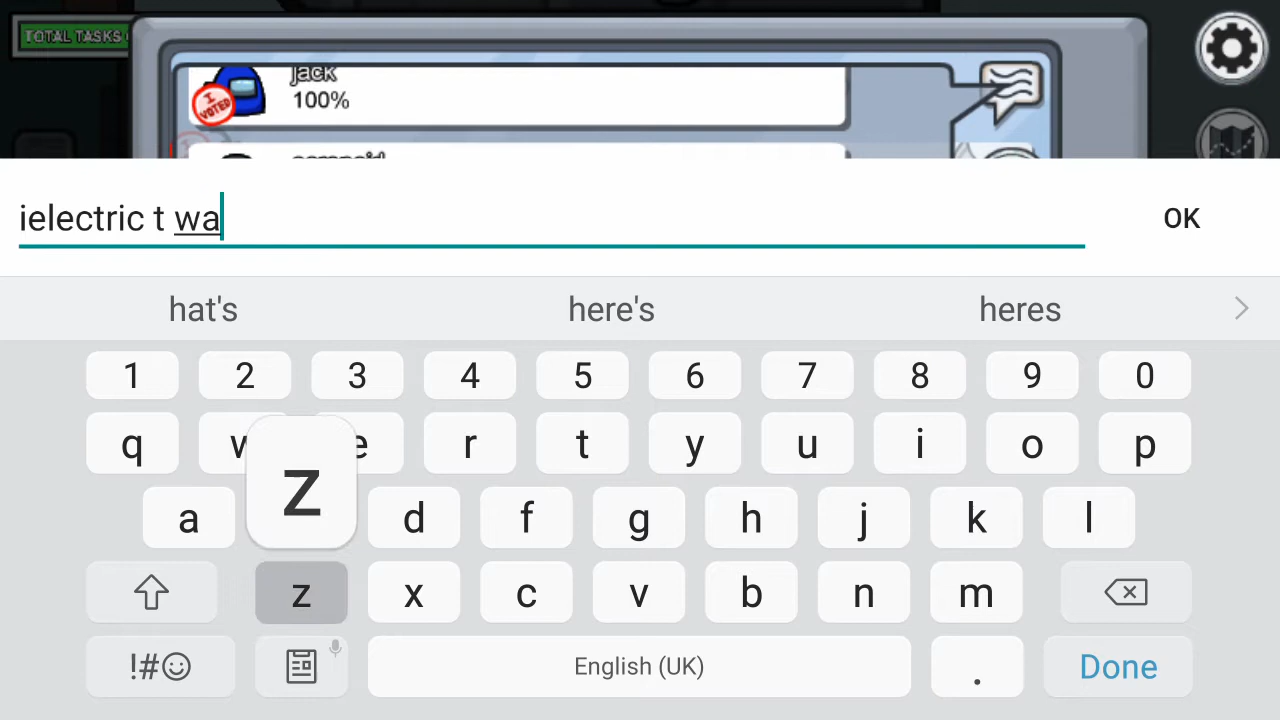 TOTAL TASKS
jack
100%
I VOTED
ielectric t wa
OK
hat's here's heres
1 2 3 4 5 6 7 8 9 0
q w e r t y u i o p
Z
a d f g h j k l
z x c v b n m
!#☺ English (UK) . Done